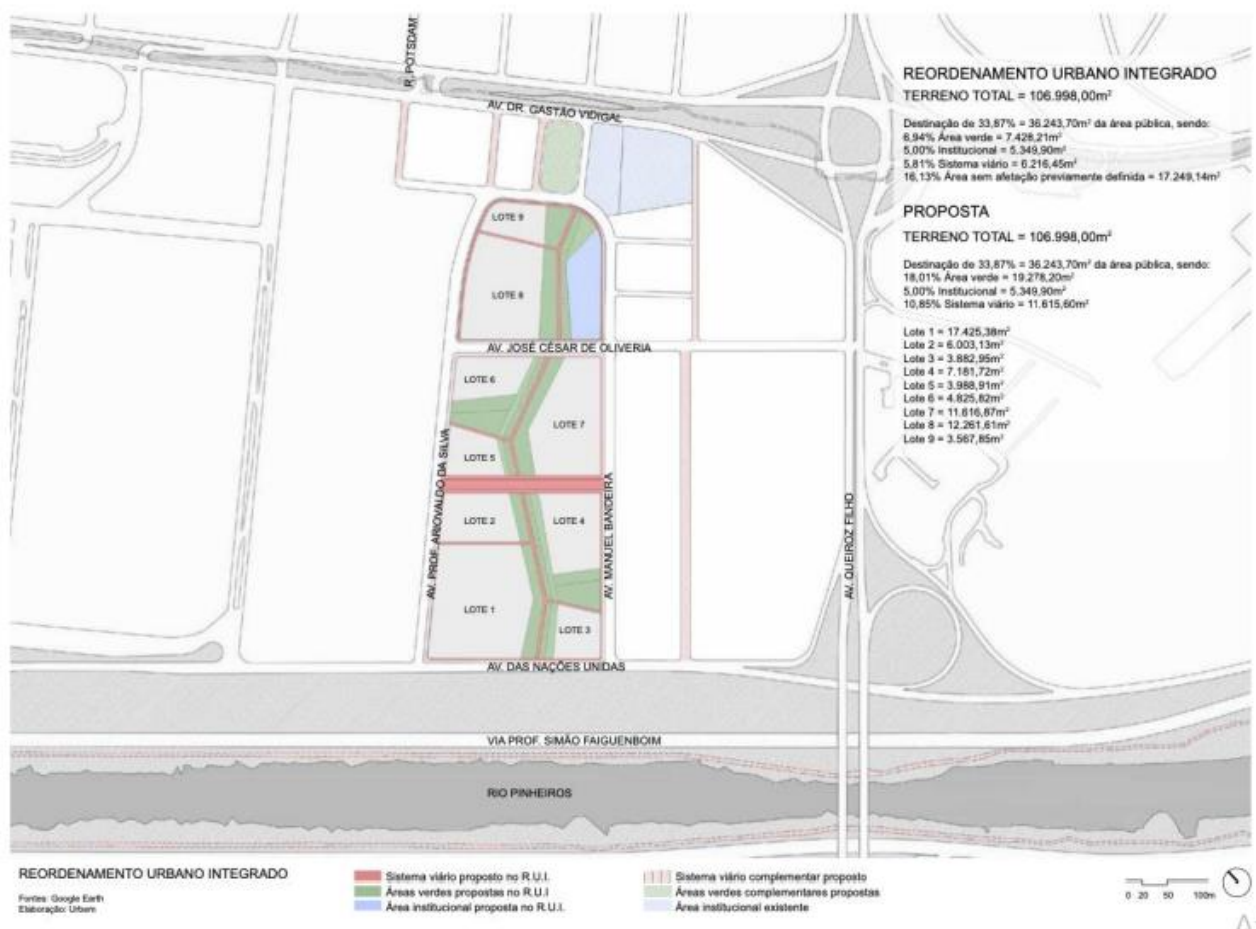 R. POTSDAM
AV. DR. GASTÃO VIDIGAL
REORDENAMENTO URBANO INTEGRADO
TERRENO TOTAL = 106.998,00m²
Destinação de 33,87% = 36.243,70m² da área pública, sendo:
6,94% Área verde = 7.428,21m²
5,00% Institucional = 5.349,90m²
5,81% Sistema viário = 6.216,45m²
16,13% Área sem afetação previamente definida = 17.249,14m²
PROPOSTA
TERRENO TOTAL = 106.998,00m²
Destinação de 33,87% = 36.243,70m² da área pública, sendo:
18,01% Área verde = 19.278,20m²
5,00% Institucional = 5.349,90m²
10,85% Sistema viário = 11.615,60m²
Lote 1 = 17.425,38m²
Lote 2 = 6.003,13m²
Lote 3 = 3.882,95m²
Lote 4 = 7.181,72m²
Lote 5 = 3.988,91m²
Lote 6 = 4.825,82m²
Lote 7 = 11.616,87m²
Lote 8 = 12.261,61m²
Lote 9 = 3.567,85m²
LOTE 9
LOTE 8
AV. JOSÉ CÉSAR DE OLIVERIA
LOTE 6
LOTE 7
LOTE 5
AV. PROF. ARIOVALDO DA SILVA
LOTE 2
LOTE 4
AV. MANUEL BANDEIRA
AV. QUEIROZ FILHO
LOTE 1
LOTE 3
AV. DAS NAÇÕES UNIDAS
VIA PROF. SIMÃO FAIGUENBOIM
RIO PINHEIROS
REORDENAMENTO URBANO INTEGRADO
Fontes: Google Earth
Elaboração: Urbem
Sistema viário proposto no R.U.I.
Áreas verdes propostas no R.U.I
Área institucional proposta no R.U.I.
Sistema viário complementar proposto
Áreas verdes complementares propostas
Área institucional existente
0 20 50 100m